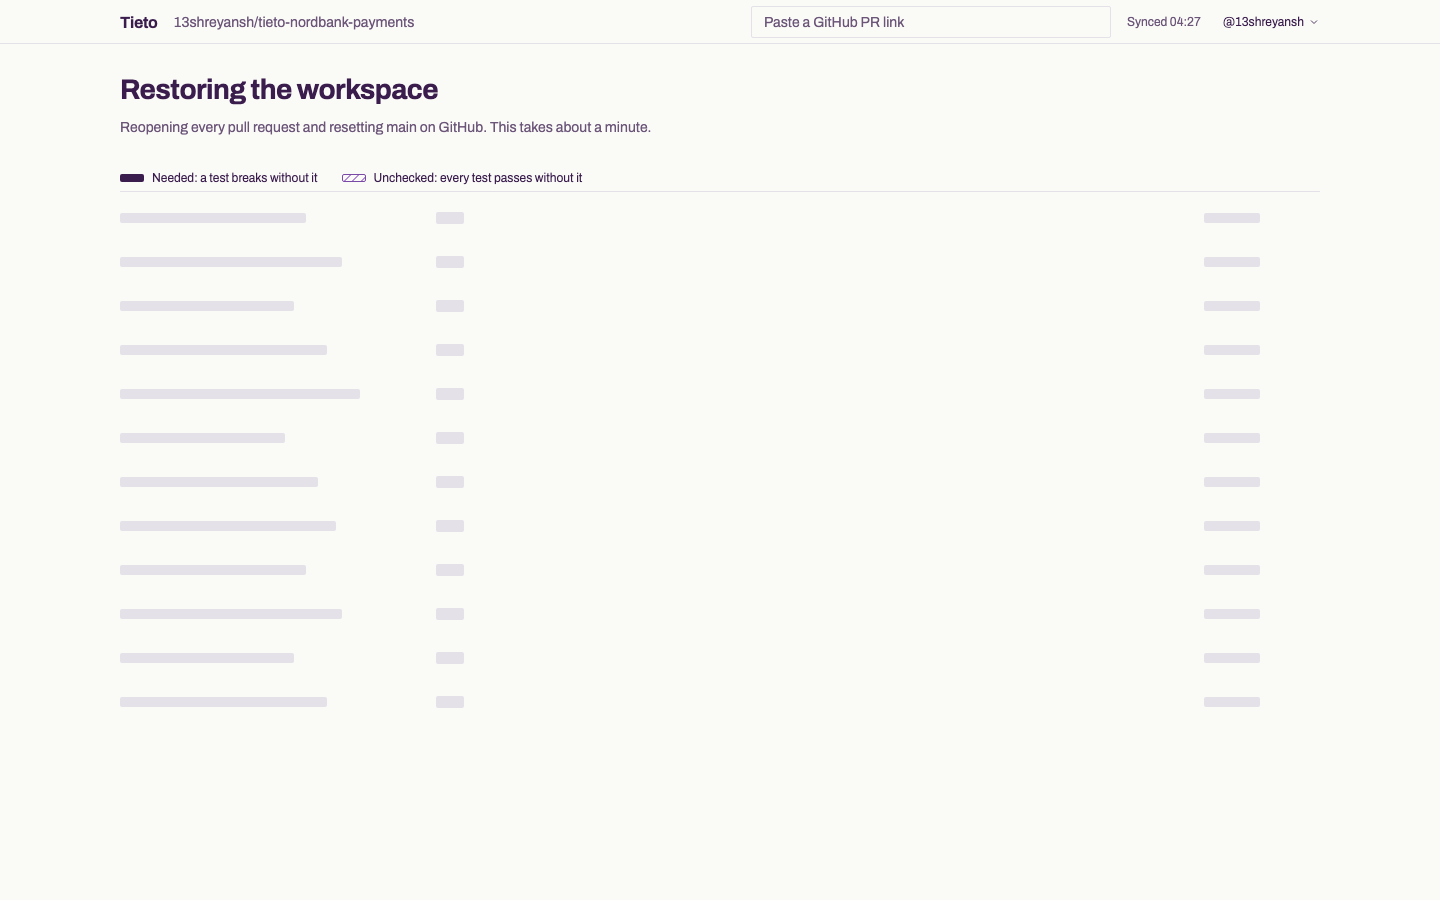 Tieto 13shreyansh/tieto-nordbank-payments Paste a GitHub PR link Synced 04:27 @13shreyansh
Restoring the workspace
Reopening every pull request and resetting main on GitHub. This takes about a minute.
Needed: a test breaks without it Unchecked: every test passes without it